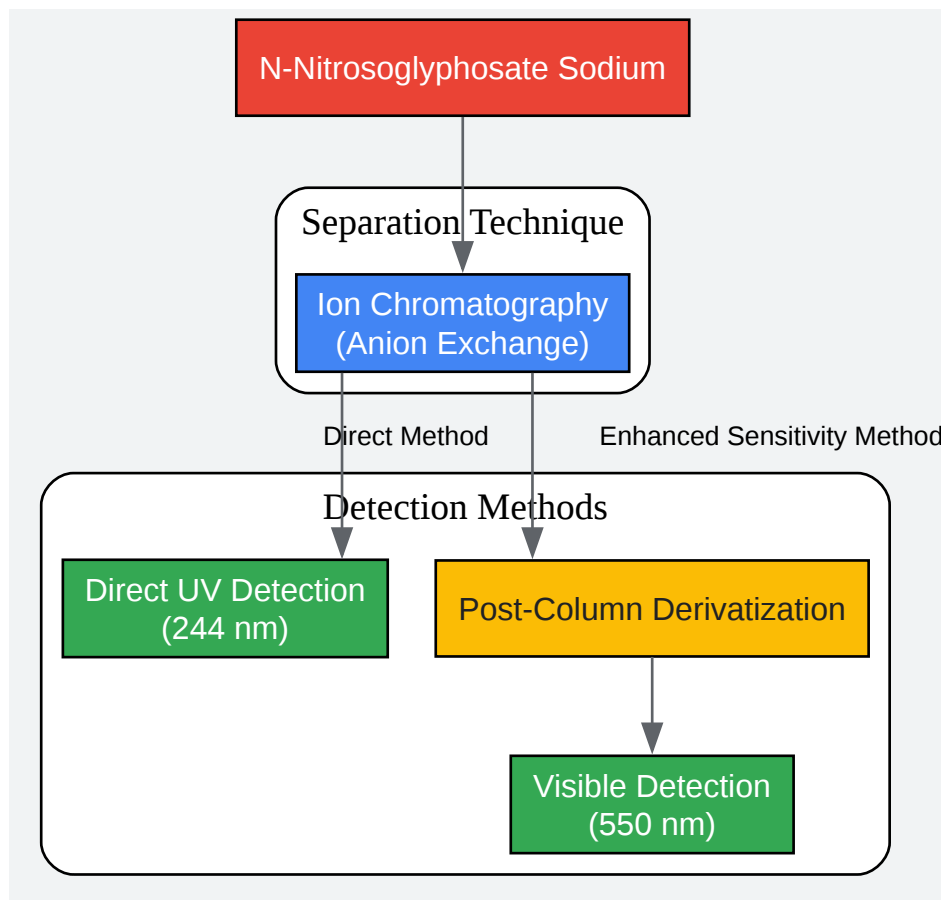 N-Nitrosoglyphosate Sodium
Separation Technique
Ion Chromatography
(Anion Exchange)
Direct Method
Enhanced Sensitivity Method
Detection Methods
Direct UV Detection
(244 nm)
Post-Column Derivatization
Visible Detection
(550 nm)